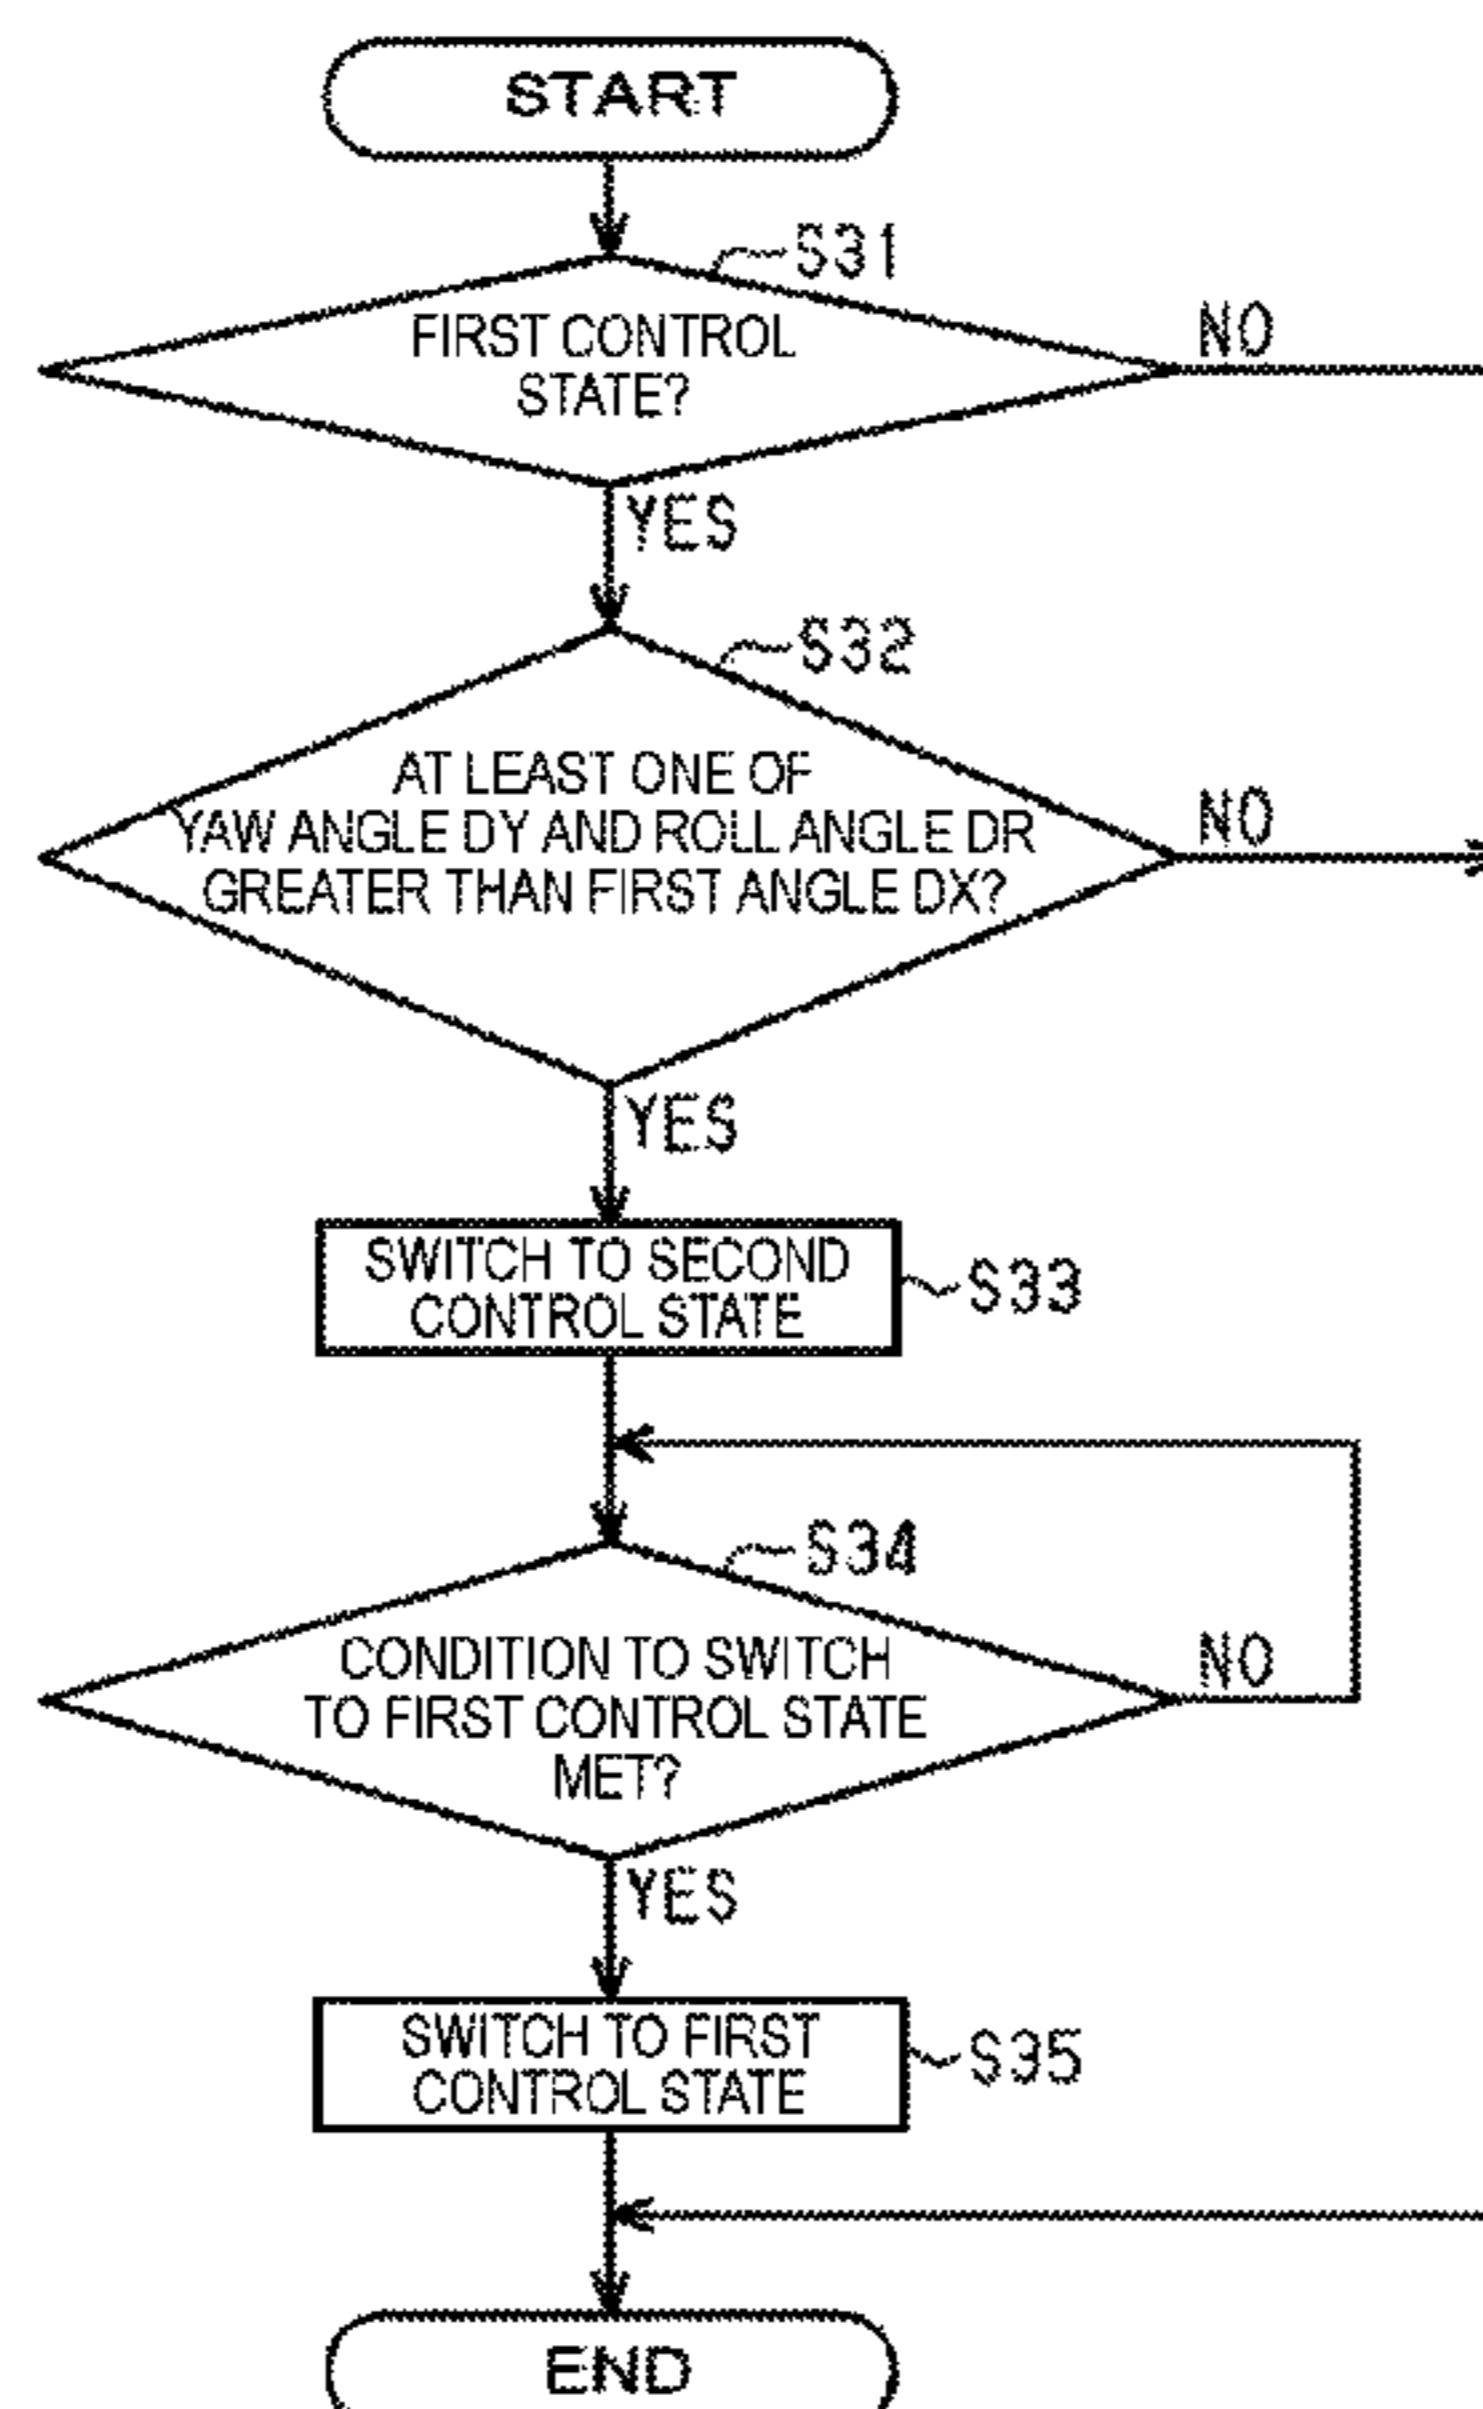 START
S31
FIRST CONTROL
STATE?
NO
YES
S32
AT LEAST ONE OF
YAW ANGLE DY AND ROLL ANGLE DR
GREATER THAN FIRST ANGLE DX?
NO
YES
SWITCH TO SECOND
CONTROL STATE
S33
S34
CONDITION TO SWITCH
TO FIRST CONTROL STATE
MET?
NO
YES
SWITCH TO FIRST
CONTROL STATE
S35
END